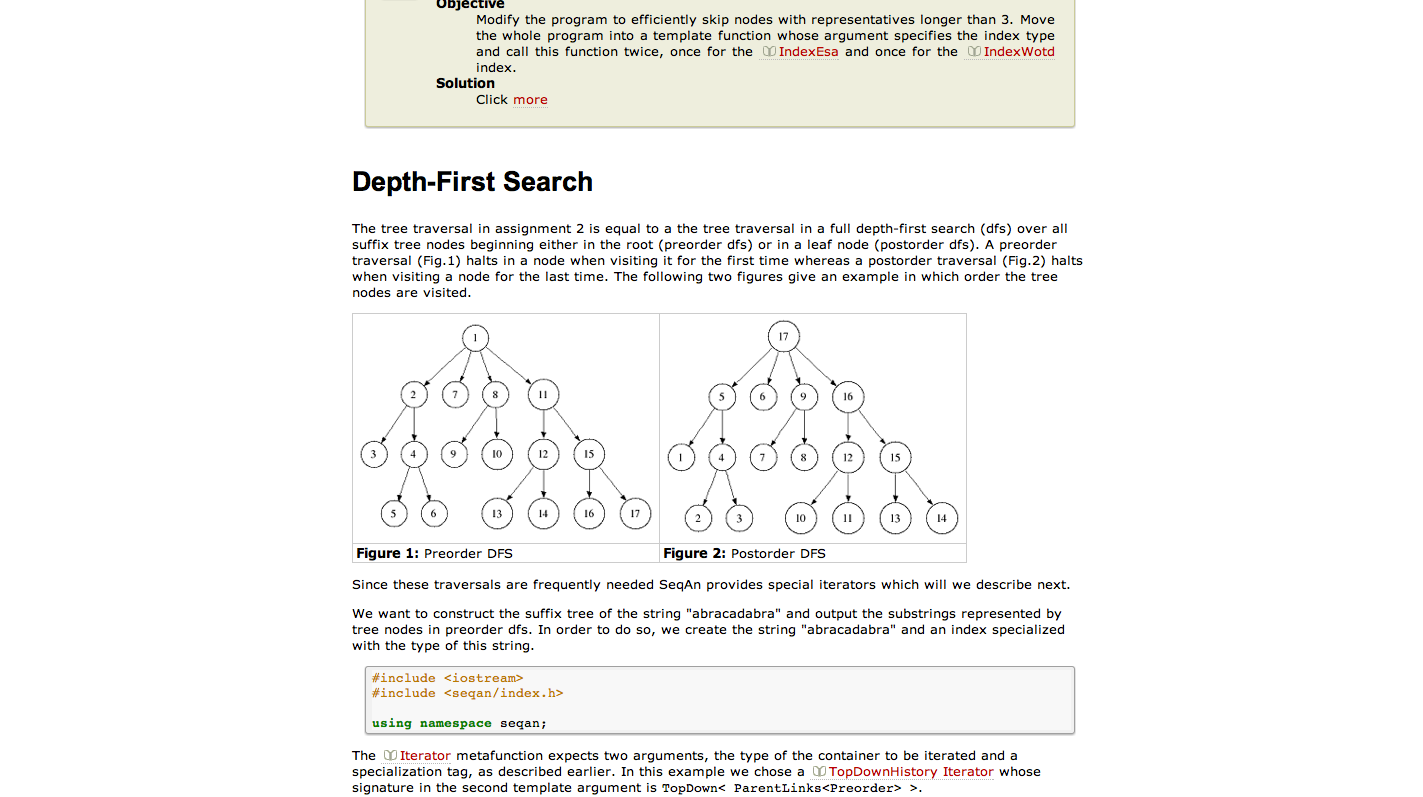 Objective
Modify the program to efficiently skip nodes with representatives longer than 3. Move
the whole program into a template function whose argument specifies the index type
and call this function twice, once for the IndexEsa and once for the IndexWotd
index.
Solution
Click more
Depth-First Search
The tree traversal in assignment 2 is equal to a the tree traversal in a full depth-first search (dfs) over all
suffix tree nodes beginning either in the root (preorder dfs) or in a leaf node (postorder dfs). A preorder
traversal (Fig.1) halts in a node when visiting it for the first time whereas a postorder traversal (Fig.2) halts
when visiting a node for the last time. The following two figures give an example in which order the tree
nodes are visited.
1
2 7 8 11
3 4 9 10 12 15
5 6 13 14 16 17
Figure 1: Preorder DFS
17
5 6 9 16
1 4 7 8 12 15
2 3 10 11 13 14
Figure 2: Postorder DFS
Since these traversals are frequently needed SeqAn provides special iterators which will we describe next.
We want to construct the suffix tree of the string "abracadabra" and output the substrings represented by
tree nodes in preorder dfs. In order to do so, we create the string "abracadabra" and an index specialized
with the type of this string.
#include <iostream>
#include <seqan/index.h>
using namespace seqan;
The Iterator metafunction expects two arguments, the type of the container to be iterated and a
specialization tag, as described earlier. In this example we chose a TopDownHistory Iterator whose
signature in the second template argument is TopDown< ParentLinks<Preorder> >.